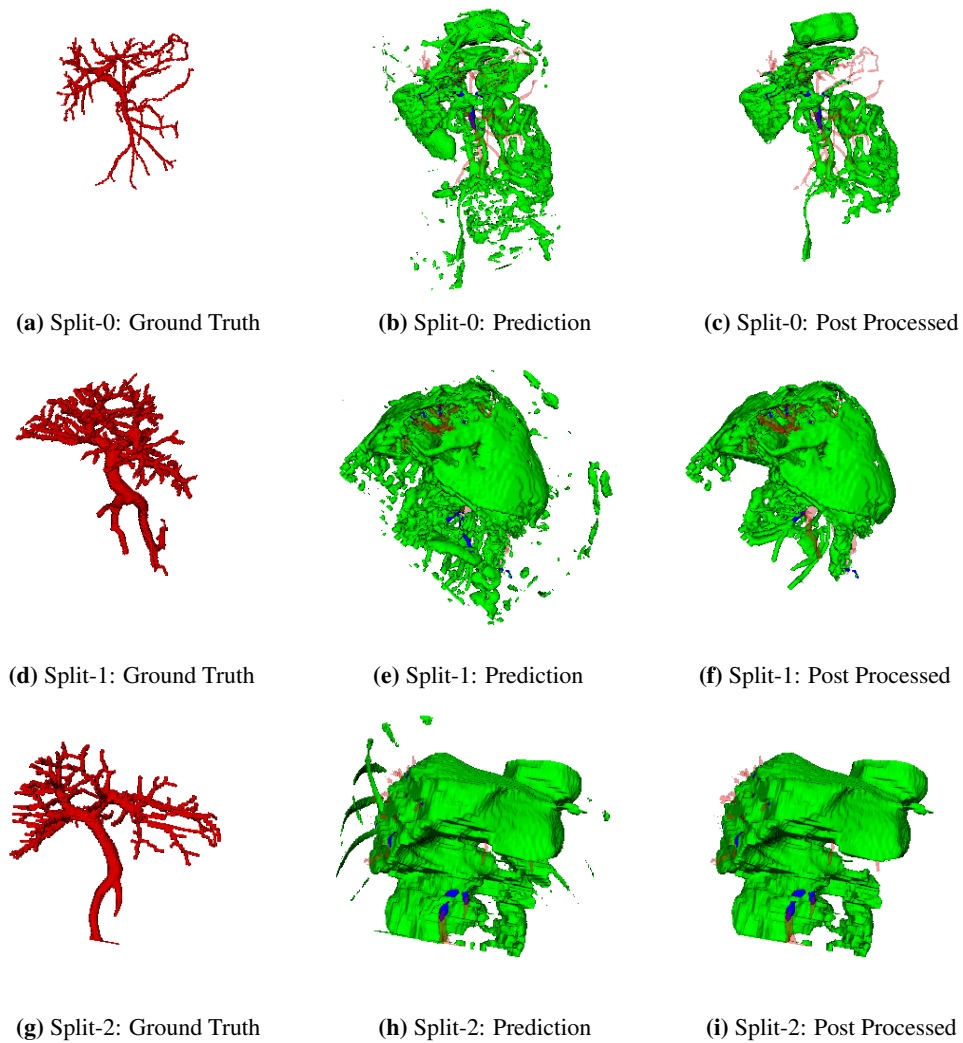 (a) Split-0: Ground Truth
(b) Split-0: Prediction
(c) Split-0: Post Processed
(d) Split-1: Ground Truth
(e) Split-1: Prediction
(f) Split-1: Post Processed
(g) Split-2: Ground Truth
(h) Split-2: Prediction
(i) Split-2: Post Processed